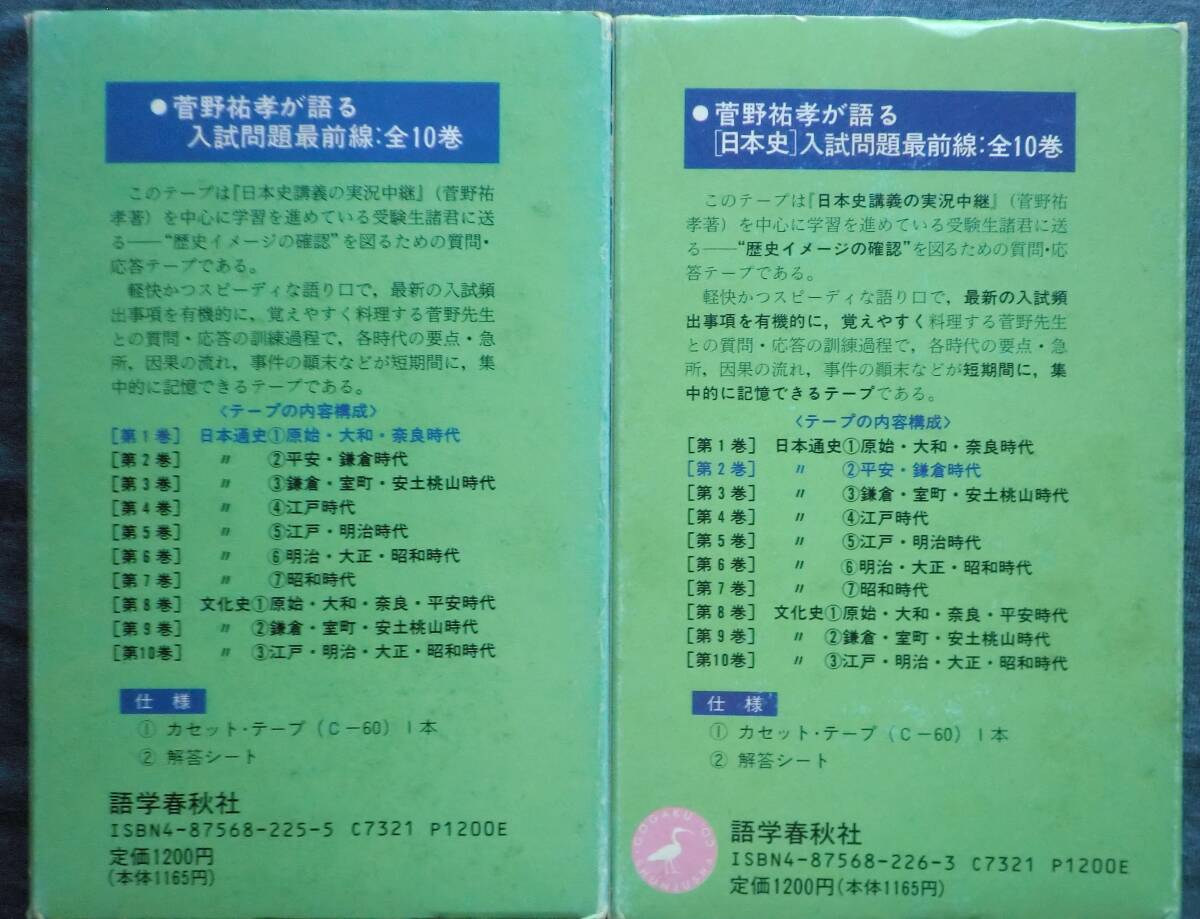 ●菅野祐孝が語る
入試問題最前線：全10巻
このテープは『日本史講義の実況中継』（菅野祐
孝著）を中心に学習を進めている受験生諸君に送
る――“歴史イメージの確認”を図るための質問・
応答テープである。
軽快かつスピーディな語り口で，最新の入試頻
出事項を有機的に，覚えやすく料理する菅野先生
との質問・応答の訓練過程で，各時代の要点・急
所，因果の流れ，事件の顚末などが短期間に，集
中的に記憶できるテープである。
〈テープの内容構成〉
［第１巻］ 日本通史①原始・大和・奈良時代
［第２巻］ 〃 ②平安・鎌倉時代
［第３巻］ 〃 ③鎌倉・室町・安土桃山時代
［第４巻］ 〃 ④江戸時代
［第５巻］ 〃 ⑤江戸・明治時代
［第６巻］ 〃 ⑥明治・大正・昭和時代
［第７巻］ 〃 ⑦昭和時代
［第８巻］ 文化史①原始・大和・奈良・平安時代
［第９巻］ 〃 ②鎌倉・室町・安土桃山時代
［第10巻］ 〃 ③江戸・明治・大正・昭和時代
仕様
① カセット・テープ（C－60）１本
② 解答シート
語学春秋社
ISBN4-87568-225-5 C7321 P1200E
定価1200円
(本体1165円)
●菅野祐孝が語る
［日本史］入試問題最前線：全10巻
このテープは『日本史講義の実況中継』（菅野祐
孝著）を中心に学習を進めている受験生諸君に送
る――“歴史イメージの確認”を図るための質問・応
答テープである。
軽快かつスピーディな語り口で，最新の入試頻
出事項を有機的に，覚えやすく料理する菅野先生
との質問・応答の訓練過程で，各時代の要点・急
所，因果の流れ，事件の顚末などが短期間に，集
中的に記憶できるテープである。
〈テープの内容構成〉
［第１巻］ 日本通史①原始・大和・奈良時代
［第２巻］ 〃 ②平安・鎌倉時代
［第３巻］ 〃 ③鎌倉・室町・安土桃山時代
［第４巻］ 〃 ④江戸時代
［第５巻］ 〃 ⑤江戸・明治時代
［第６巻］ 〃 ⑥明治・大正・昭和時代
［第７巻］ 〃 ⑦昭和時代
［第８巻］ 文化史①原始・大和・奈良・平安時代
［第９巻］ 〃 ②鎌倉・室町・安土桃山時代
［第10巻］ 〃 ③江戸・明治・大正・昭和時代
仕様
① カセット・テープ（C－60）１本
② 解答シート
GOGAKU SHUNJUSHA CO.
語学春秋社
ISBN4-87568-226-3 C7321 P1200E
定価1200円(本体1165円)